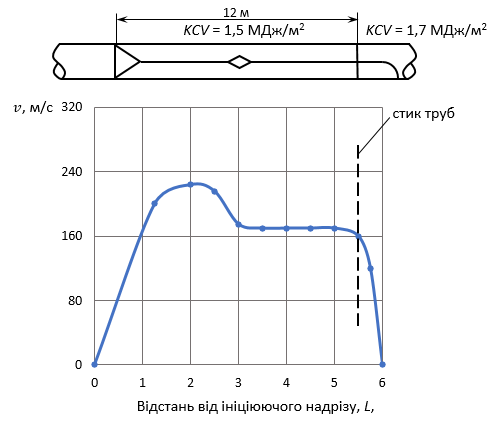 12 м
KCV = 1,5 МДж/м²
KCV = 1,7 МДж/м²
v, м/с
320
стик труб
240
160
80
0
0 1 2 3 4 5 6
Відстань від ініціюючого надрізу, L,